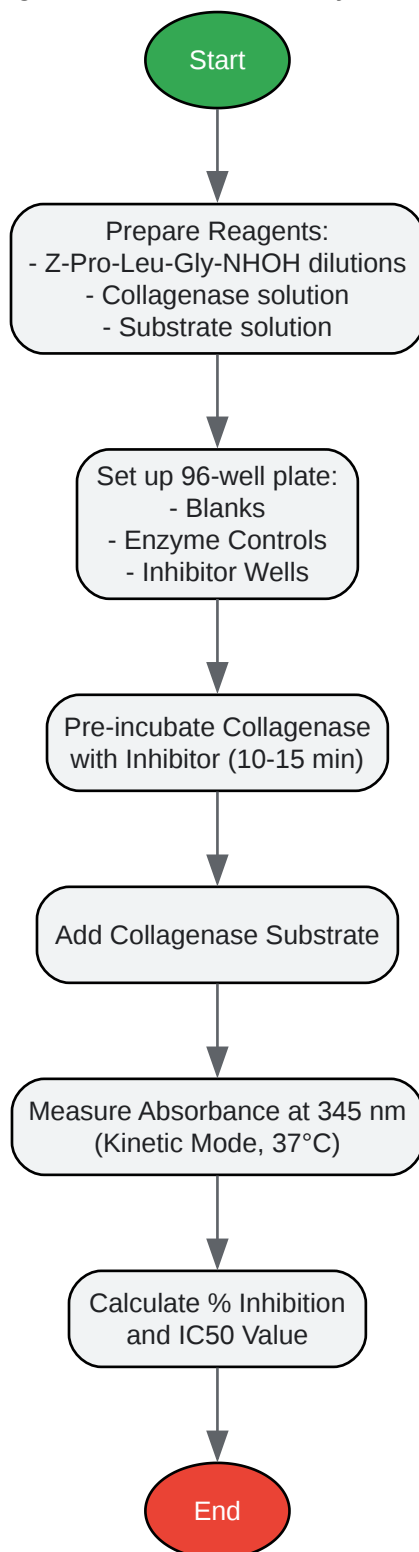 Start
Prepare Reagents:
- Z-Pro-Leu-Gly-NHOH dilutions
- Collagenase solution
- Substrate solution
Set up 96-well plate:
- Blanks
- Enzyme Controls
- Inhibitor Wells
Pre-incubate Collagenase
with Inhibitor (10-15 min)
Add Collagenase Substrate
Measure Absorbance at 345 nm
(Kinetic Mode, 37°C)
Calculate % Inhibition
and IC50 Value
End